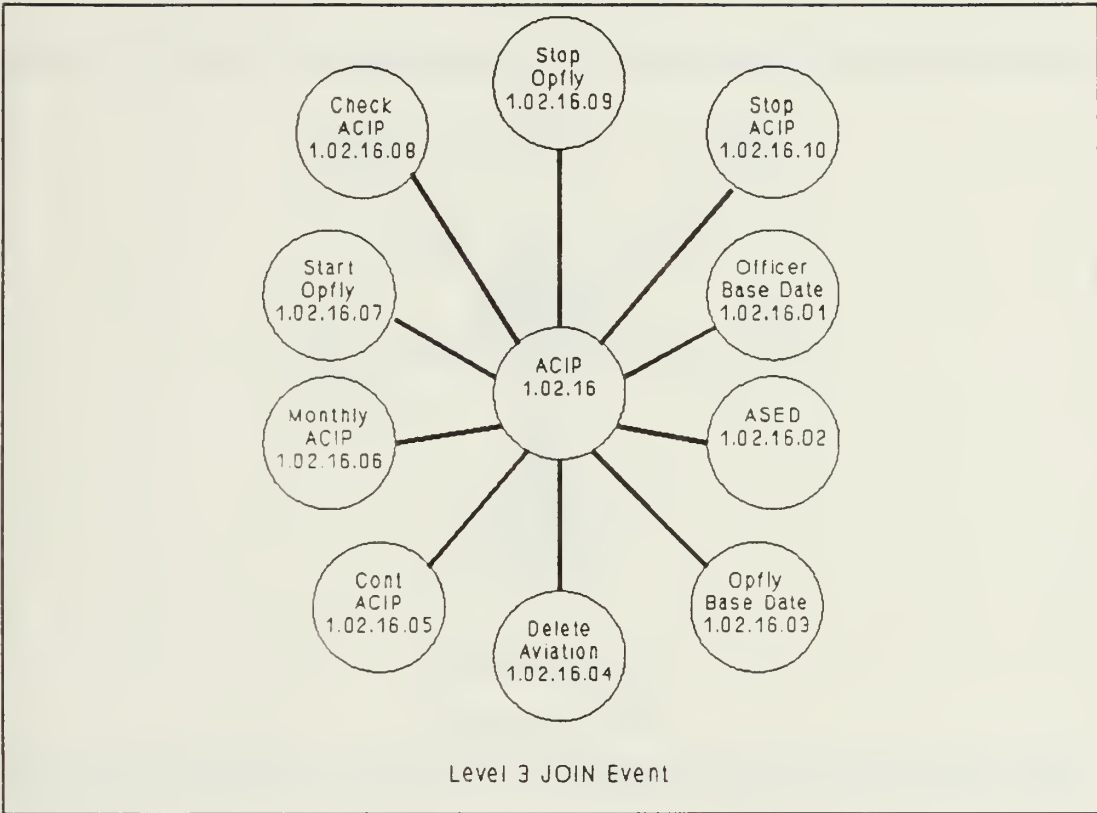 Stop
Opfly
1.02.16.09
Check
ACIP
1.02.16.08
Stop
ACIP
1.02.16.10
Start
Opfly
1.02.16.07
Officer
Base Date
1.02.16.01
ACIP
1.02.16
Monthly
ACIP
1.02.16.06
ASED
1.02.16.02
Cont
ACIP
1.02.16.05
Delete
Aviation
1.02.16.04
Opfly
Base Date
1.02.16.03
Level 3 JOIN Event